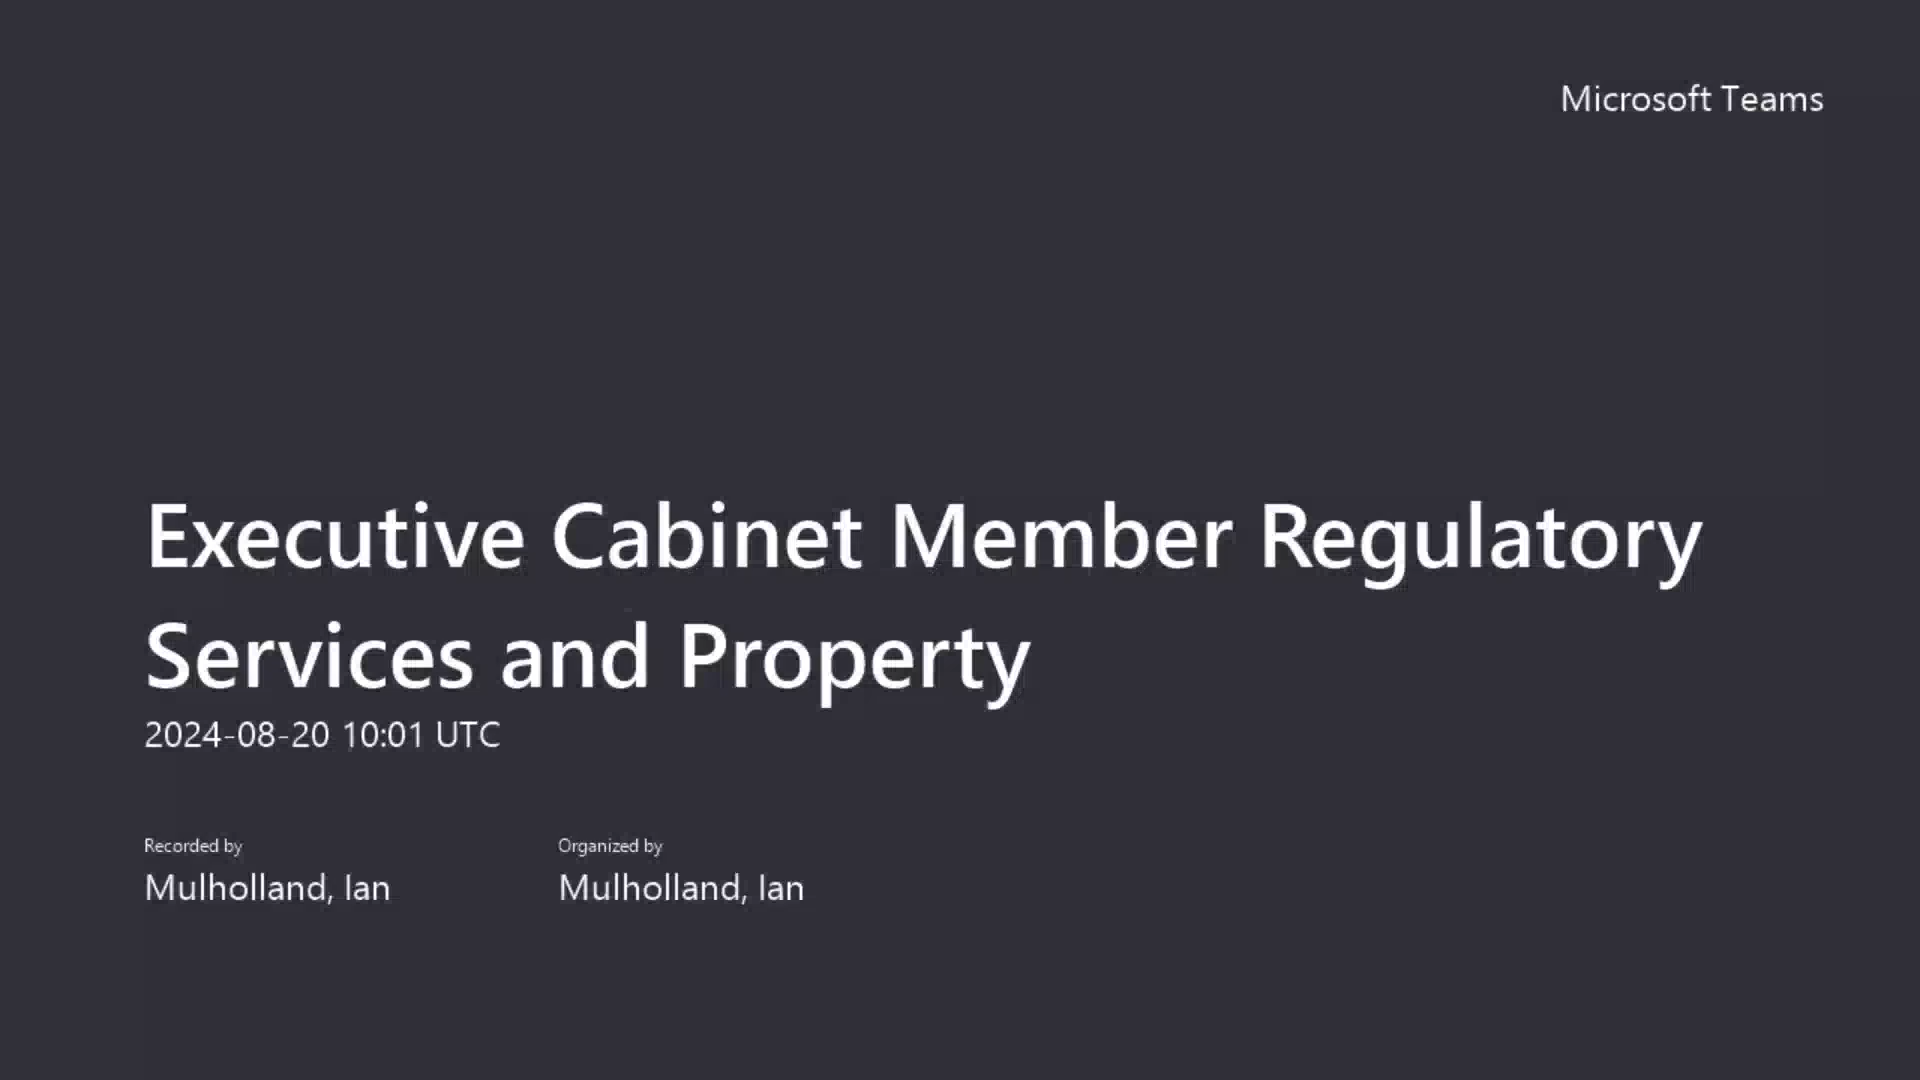 Microsoft Teams
Executive Cabinet Member Regulatory
Services and Property
2024-08-20 10:01 UTC
Recorded by
Organized by
Mulholland, Ian
Mulholland, Ian